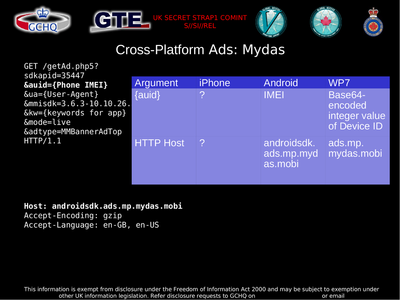 GCHQ
GTE
UK SECRET STRAP1 COMINT
S//SI//REL
Cross-Platform Ads: Mydas
GET /getAd.php5?
sdkapid=35447
&auid={Phone IMEI}
&ua={User-Agent}
&mmisdk=3.6.3-10.10.26.
&kw={keywords for app}
&mode=live
&adtype=MMBannerAdTop
HTTP/1.1
Argument iPhone Android WP7
{auid} ? IMEI Base64-
encoded
integer value
of Device ID
HTTP Host ? androidsdk.
ads.mp.myd
as.mobi
ads.mp.
mydas.mobi
Host: androidsdk.ads.mp.mydas.mobi
Accept-Encoding: gzip
Accept-Language: en-GB, en-US
This information is exempt from disclosure under the Freedom of Information Act 2000 and may be subject to exemption under
other UK information legislation. Refer disclosure requests to GCHQ on or email